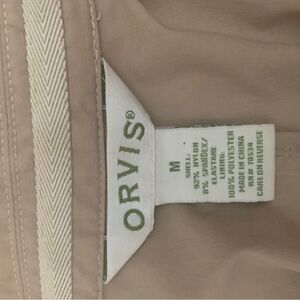 ORVIS®
M
SHELL:
92% NYLON
8% SPANDEX/
ELASTANE
LINING:
100% POLYESTER
MADE IN CHINA
RN# 78534
CARE ON REVERSE